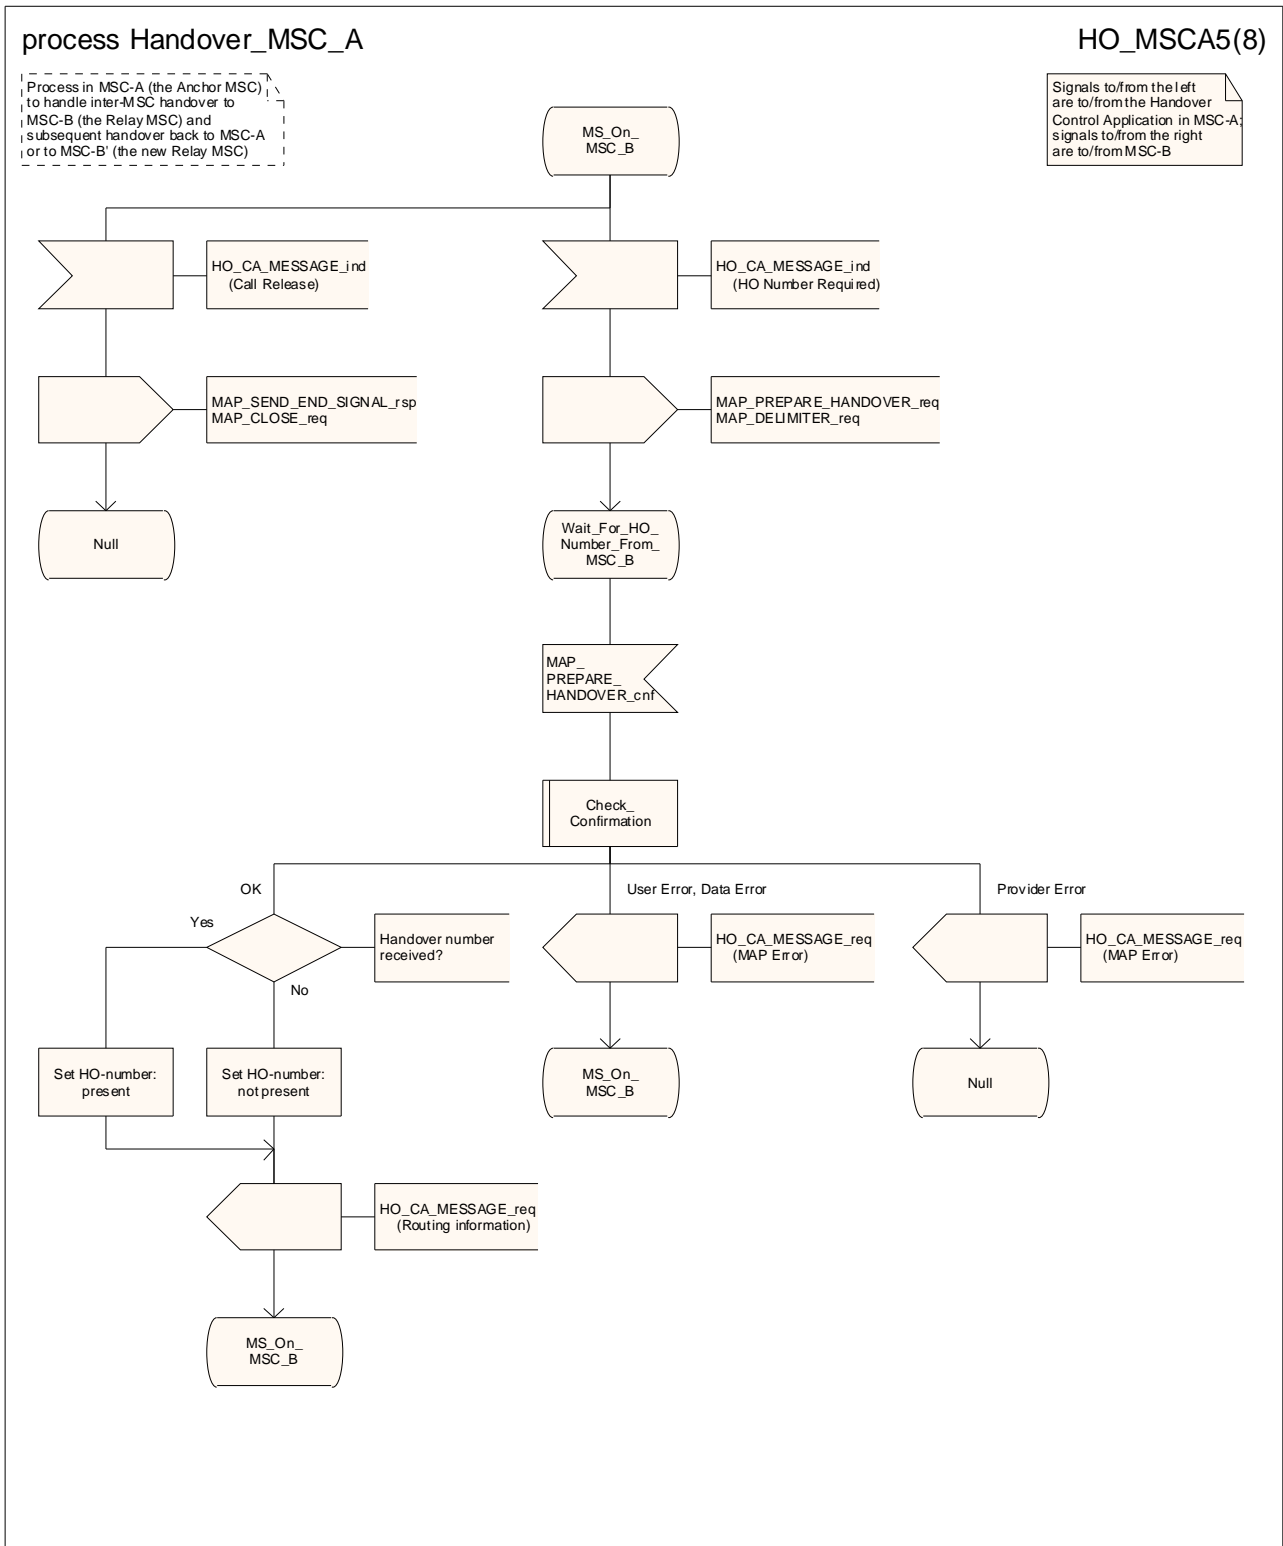 process Handover_MSC_A
HO_MSCA5(8)
Process in MSC-A (the Anchor MSC)
to handle inter-MSC handover to
MSC-B (the Relay MSC) and
subsequent handover back to MSC-A
or to MSC-B' (the new Relay MSC)
Signals to/from the left
are to/from the Handover
Control Application in MSC-A;
signals to/from the right
are to/from MSC-B
MS_On_
MSC_B
HO_CA_MESSAGE_ind
(Call Release)
HO_CA_MESSAGE_ind
(HO Number Required)
MAP_SEND_END_SIGNAL_rsp
MAP_CLOSE_req
MAP_PREPARE_HANDOVER_req
MAP_DELIMITER_req
Null
Wait_For_HO_
Number_From_
MSC_B
MAP_
PREPARE_
HANDOVER_cnf
Check_
Confirmation
OK
User Error, Data Error
Provider Error
Yes
Handover number
received?
No
HO_CA_MESSAGE_req
(MAP Error)
HO_CA_MESSAGE_req
(MAP Error)
Set HO-number:
present
Set HO-number:
not present
MS_On_
MSC_B
Null
HO_CA_MESSAGE_req
(Routing information)
MS_On_
MSC_B